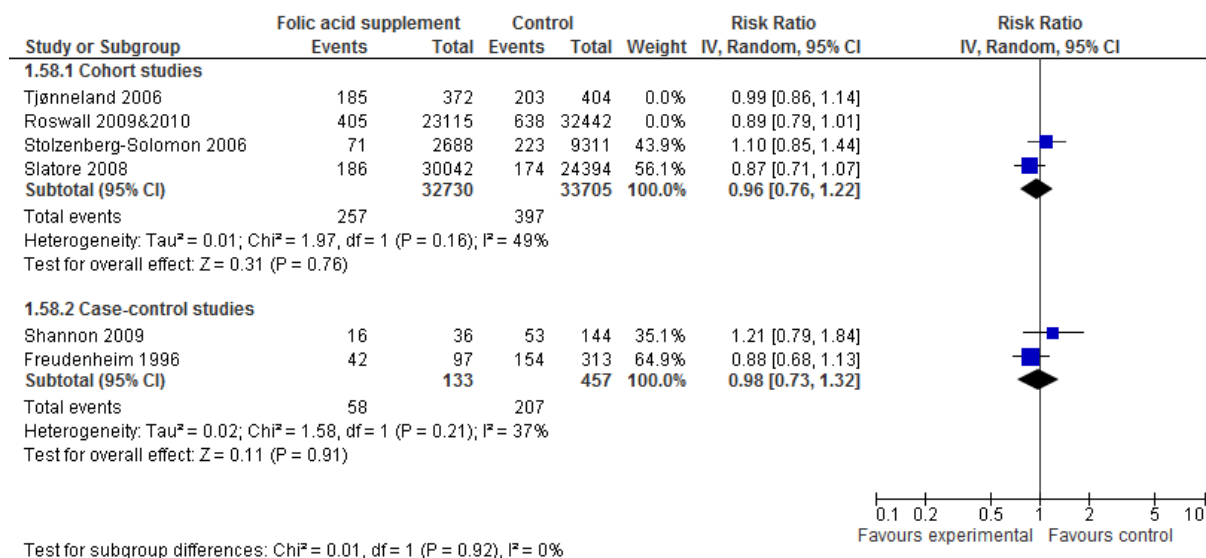 Folic acid supplement Control Risk Ratio Risk Ratio
Study or Subgroup Events Total Events Total Weight IV, Random, 95% CI IV, Random, 95% CI
1.58.1 Cohort studies
Tjønneland 2006 185 372 203 404 0.0% 0.99 [0.86, 1.14]
Roswall 2009&2010 405 23115 638 32442 0.0% 0.89 [0.79, 1.01]
Stolzenberg-Solomon 2006 71 2688 223 9311 43.9% 1.10 [0.85, 1.44]
Slatore 2008 186 30042 174 24394 56.1% 0.87 [0.71, 1.07]
Subtotal (95% CI) 32730 33705 100.0% 0.96 [0.76, 1.22]
Total events 257 397
Heterogeneity: Tau² = 0.01; Chi² = 1.97, df = 1 (P = 0.16); I² = 49%
Test for overall effect: Z = 0.31 (P = 0.76)
1.58.2 Case-control studies
Shannon 2009 16 36 53 144 35.1% 1.21 [0.79, 1.84]
Freudenheim 1996 42 97 154 313 64.9% 0.88 [0.68, 1.13]
Subtotal (95% CI) 133 457 100.0% 0.98 [0.73, 1.32]
Total events 58 207
Heterogeneity: Tau² = 0.02; Chi² = 1.58, df = 1 (P = 0.21); I² = 37%
Test for overall effect: Z = 0.11 (P = 0.91)
0.1 0.2 0.5 1 2 5 10
Favours experimental Favours control
Test for subgroup differences: Chi² = 0.01, df = 1 (P = 0.92), I² = 0%